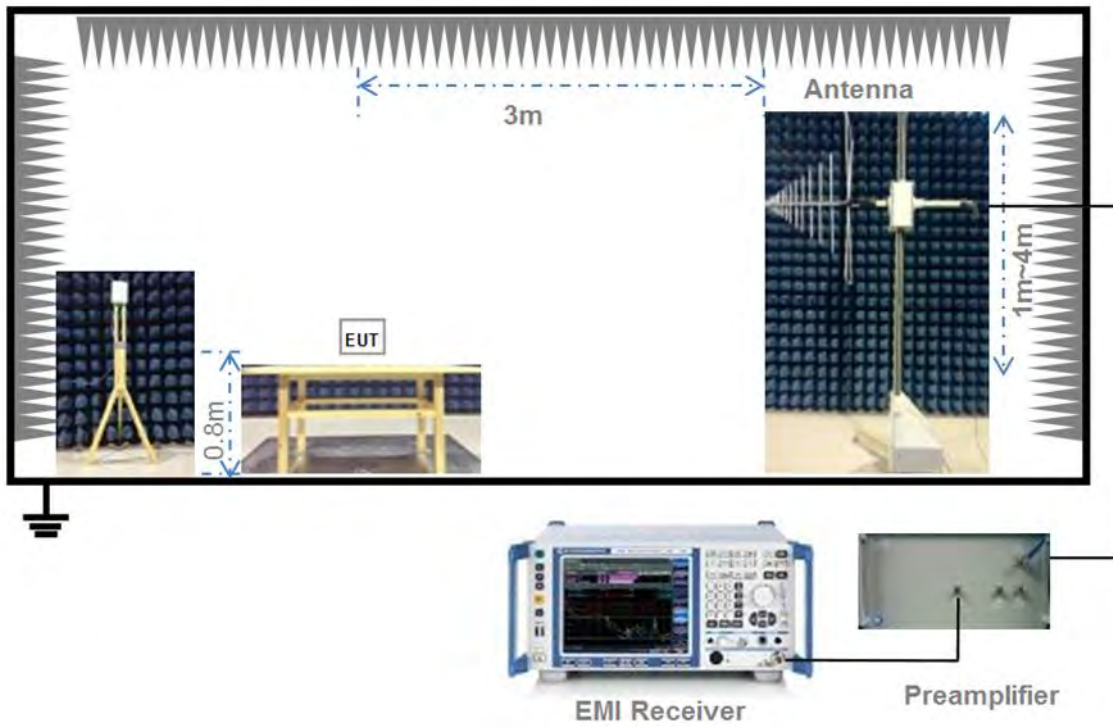 Antenna
3m
1m~4m
EUT
0.8m
EMI Receiver
Preamplifier